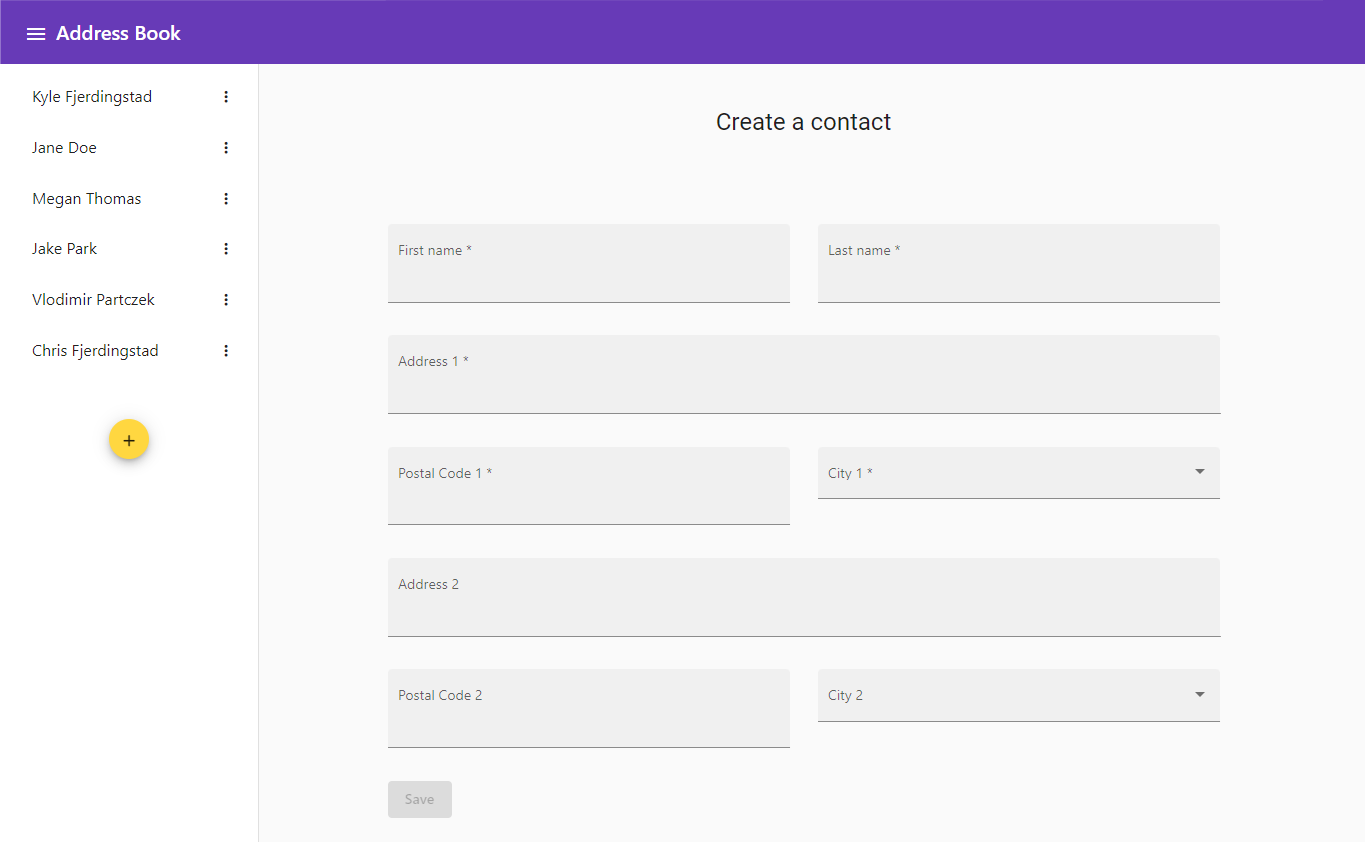 Address Book
Kyle Fjerdingstad
Jane Doe
Megan Thomas
Jake Park
Vlodimir Partczek
Chris Fjerdingstad
+
Create a contact
First name *
Last name *
Address 1 *
Postal Code 1 *
City 1 *
Address 2
Postal Code 2
City 2
Save